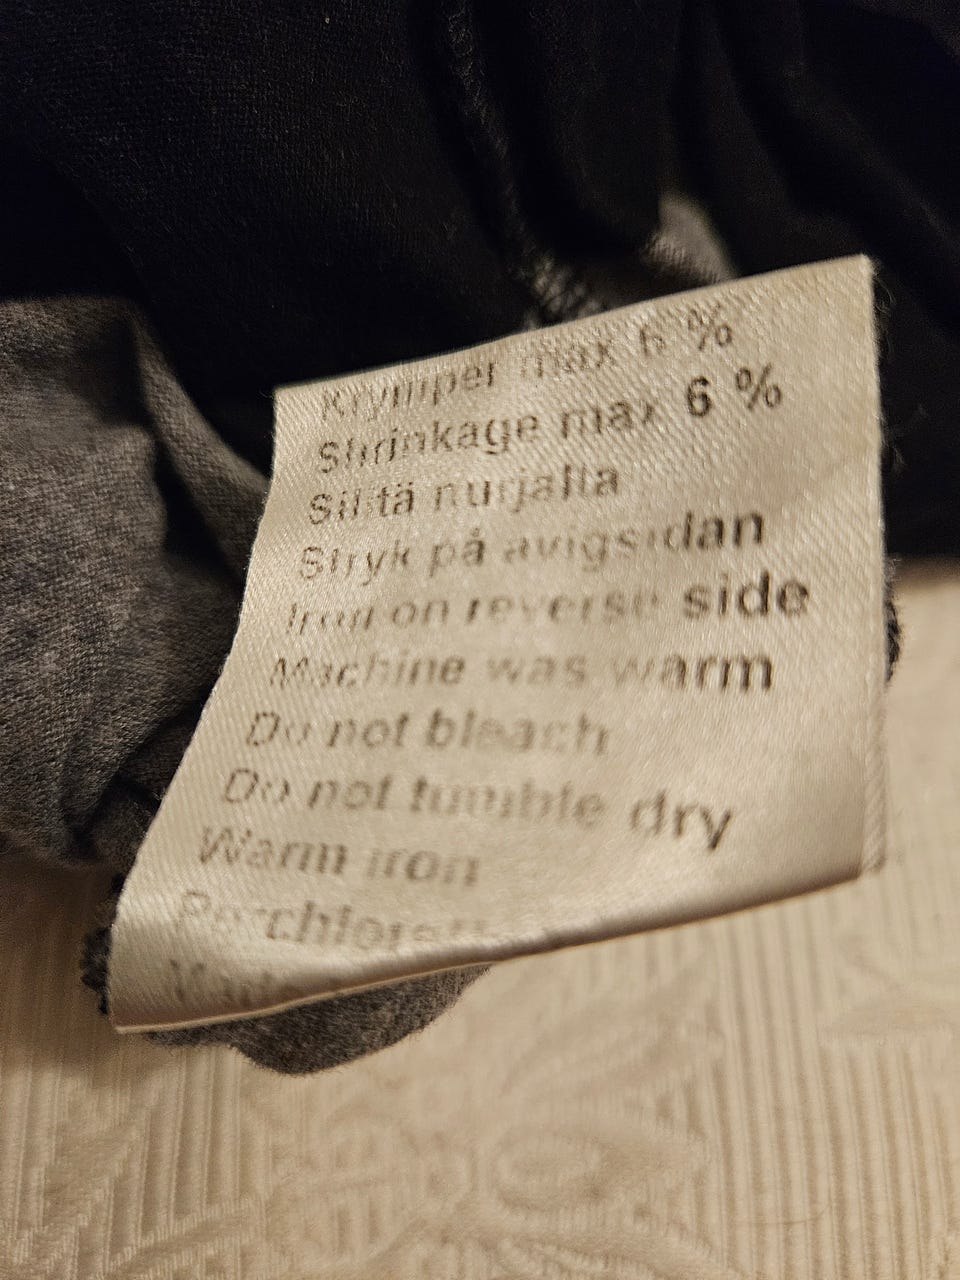 Krymper max 6 %
Shrinkage max 6 %
Silitä nurjalta
Stryk på avigsidan
Iron on reverse side
Machine was warm
Do not bleach
Do not tumble dry
Warm iron